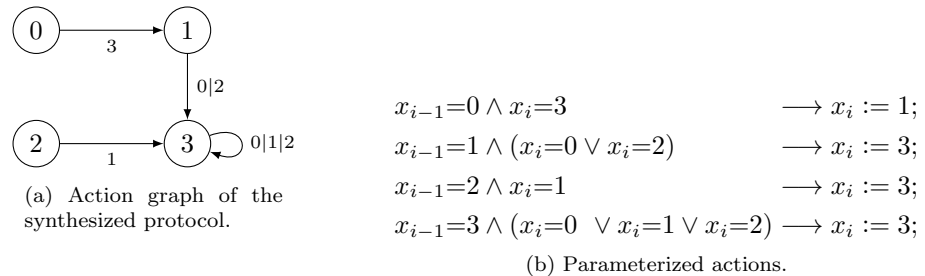 0
3
1
0|2
2
1
3
0|1|2
(a) Action graph of the
synthesized protocol.
x_{i−1}=0 ∧ x_i=3 ⟶ x_i := 1;
x_{i−1}=1 ∧ (x_i=0 ∨ x_i=2) ⟶ x_i := 3;
x_{i−1}=2 ∧ x_i=1 ⟶ x_i := 3;
x_{i−1}=3 ∧ (x_i=0 ∨ x_i=1 ∨ x_i=2) ⟶ x_i := 3;
(b) Parameterized actions.